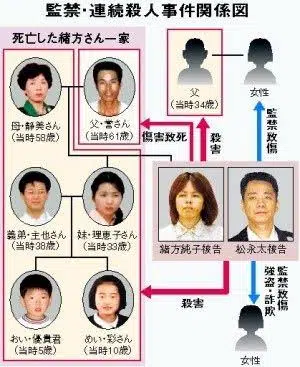 監禁・連続殺人事件関係図
死亡した緒方さん一家
母・静美さん
(当時58歳)
父・誉さん
(当時61歳)
父
(当時34歳)
女性
傷害致死
殺害
監禁致傷
義弟・主也さん
(当時38歳)
妹・理恵子さん
(当時33歳)
緒方純子被告
松永太被告
おい・優貴君
(当時5歳)
めい・彩さん
(当時10歳)
殺害
監禁致傷
強盗・詐欺
女性